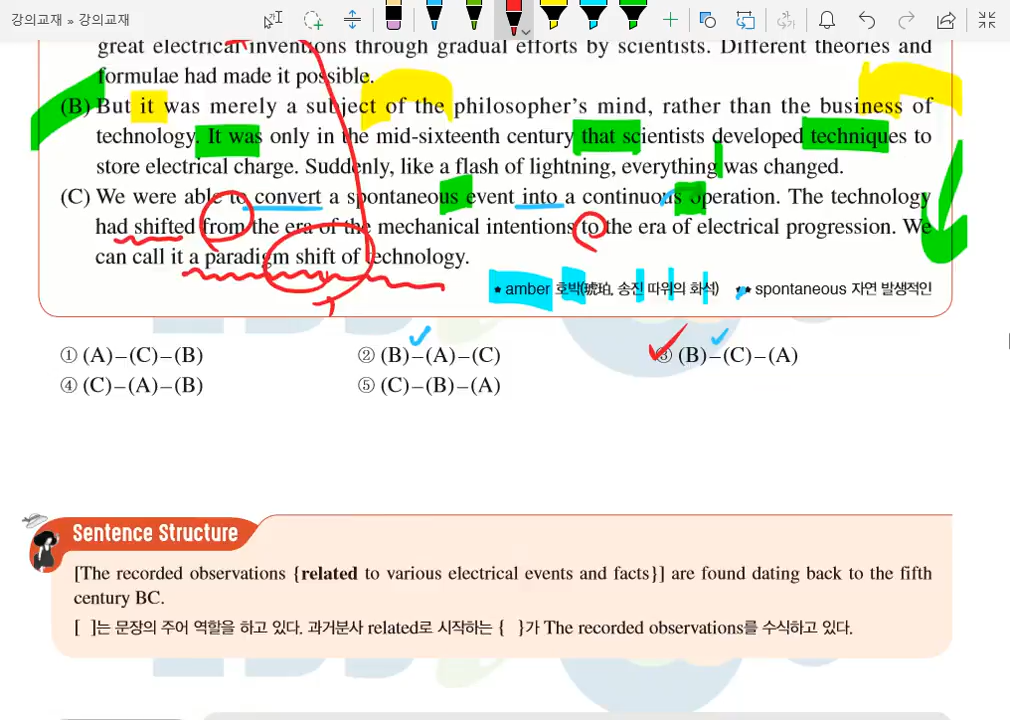 강의교재 » 강의교재
great electrical inventions through gradual efforts by scientists. Different theories and
formulae had made it possible.
(B) But it was merely a subject of the philosopher's mind, rather than the business of
technology. It was only in the mid-sixteenth century that scientists developed techniques to
store electrical charge. Suddenly, like a flash of lightning, everything was changed.
(C) We were able to convert a spontaneous event into a continuous operation. The technology
had shifted from the era of the mechanical intentions to the era of electrical progression. We
can call it a paradigm shift of technology.
* amber 호박(琥珀, 송진 따위의 화석) ** spontaneous 자연 발생적인
① (A)–(C)–(B) ② (B)–(A)–(C) ③ (B)–(C)–(A)
④ (C)–(A)–(B) ⑤ (C)–(B)–(A)
Sentence Structure
[The recorded observations {related to various electrical events and facts}] are found dating back to the fifth
century BC.
[ ]는 문장의 주어 역할을 하고 있다. 과거분사 related로 시작하는 { }가 The recorded observations를 수식하고 있다.